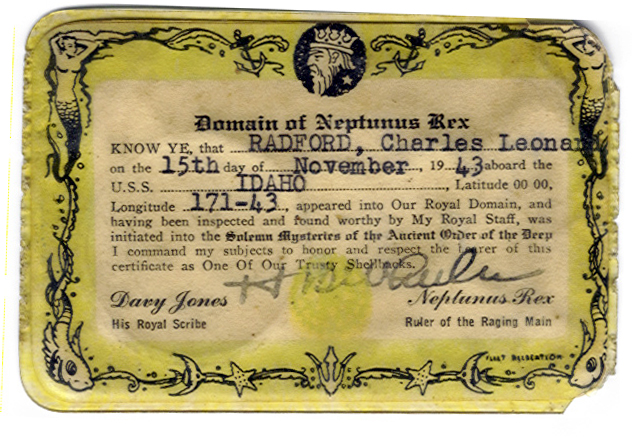 Domain of Neptunus Rex
KNOW YE, that RADFORD, Charles Leonard
on the 15th day of November, 19 43 aboard the
U.S.S. IDAHO, Latitude 00 00,
Longitude 171-43, appeared into Our Royal Domain, and
having been inspected and found worthy by My Royal Staff, was
initiated into the Solemn Mysteries of the Ancient Order of the Deep
I command my subjects to honor and respect the bearer of this
certificate as One Of Our Trusty Shellbacks.
Davy Jones
His Royal Scribe
Neptunus Rex
Ruler of the Raging Main
FLEET RECREATION